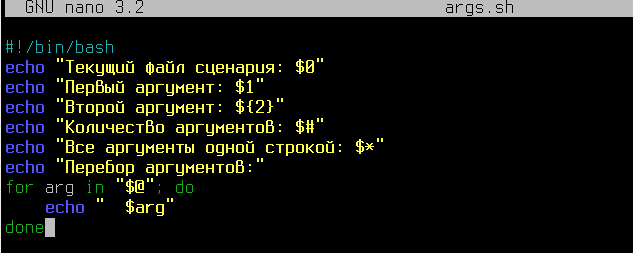 GNU nano 3.2 args.sh
#!/bin/bash
echo "Текущий файл сценария: $0"
echo "Первый аргумент: $1"
echo "Второй аргумент: ${2}"
echo "Количество аргументов: $#"
echo "Все аргументы одной строкой: $*"
echo "Перебор аргументов:"
for arg in "$@"; do
    echo "  $arg"
done